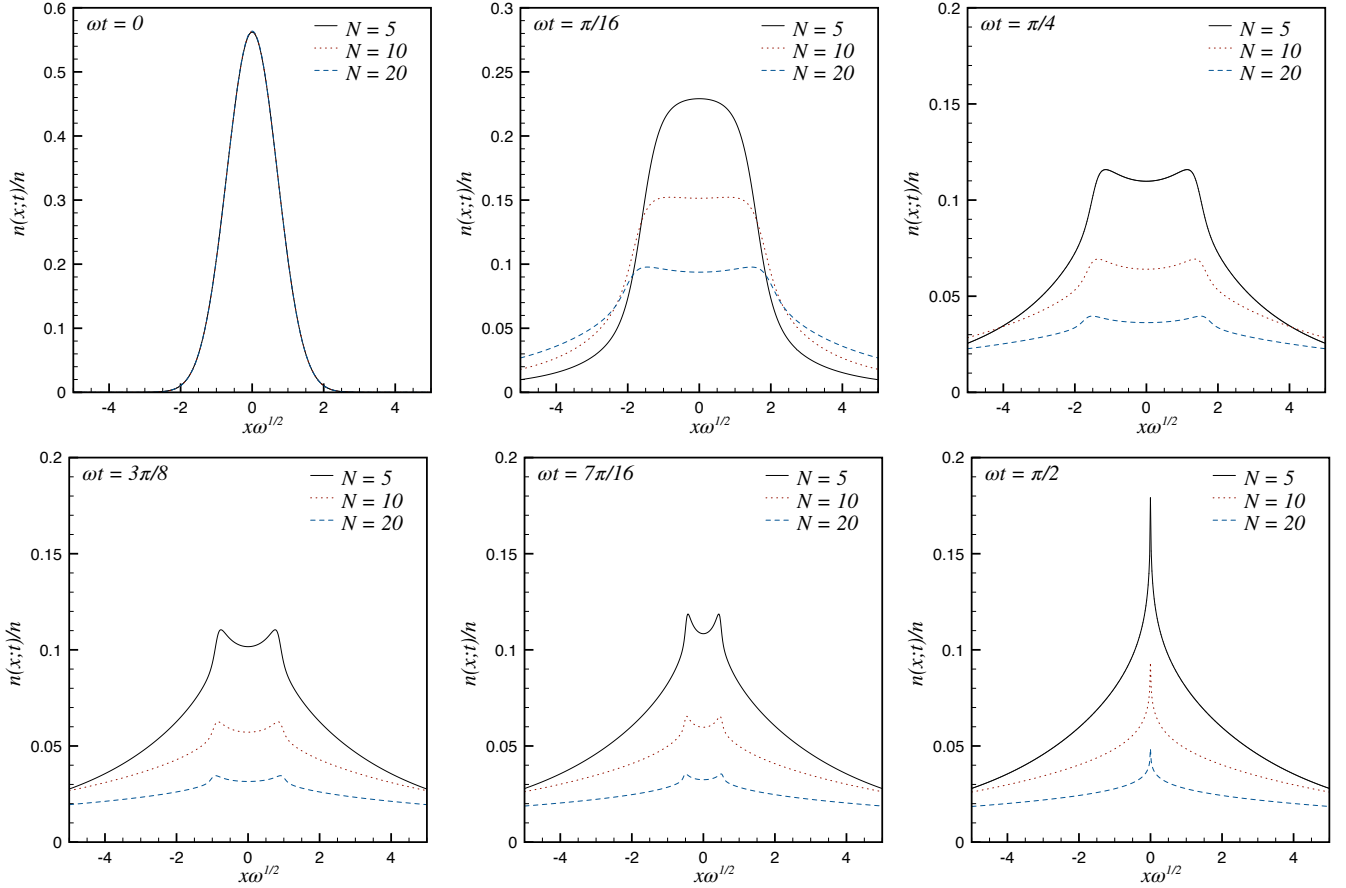 ωt = 0
N = 5
N = 10
N = 20
n(x;t)/n
0.6
0.5
0.4
0.3
0.2
0.1
0
-4 -2 0 2 4
xω^{1/2}
ωt = π/16
N = 5
N = 10
N = 20
n(x;t)/n
0.3
0.25
0.2
0.15
0.1
0.05
0
-4 -2 0 2 4
xω^{1/2}
ωt = π/4
N = 5
N = 10
N = 20
n(x;t)/n
0.2
0.15
0.1
0.05
0
-4 -2 0 2 4
xω^{1/2}
ωt = 3π/8
N = 5
N = 10
N = 20
n(x;t)/n
0.2
0.15
0.1
0.05
0
-4 -2 0 2 4
xω^{1/2}
ωt = 7π/16
N = 5
N = 10
N = 20
n(x;t)/n
0.2
0.15
0.1
0.05
0
-4 -2 0 2 4
xω^{1/2}
ωt = π/2
N = 5
N = 10
N = 20
n(x;t)/n
0.2
0.15
0.1
0.05
0
-4 -2 0 2 4
xω^{1/2}